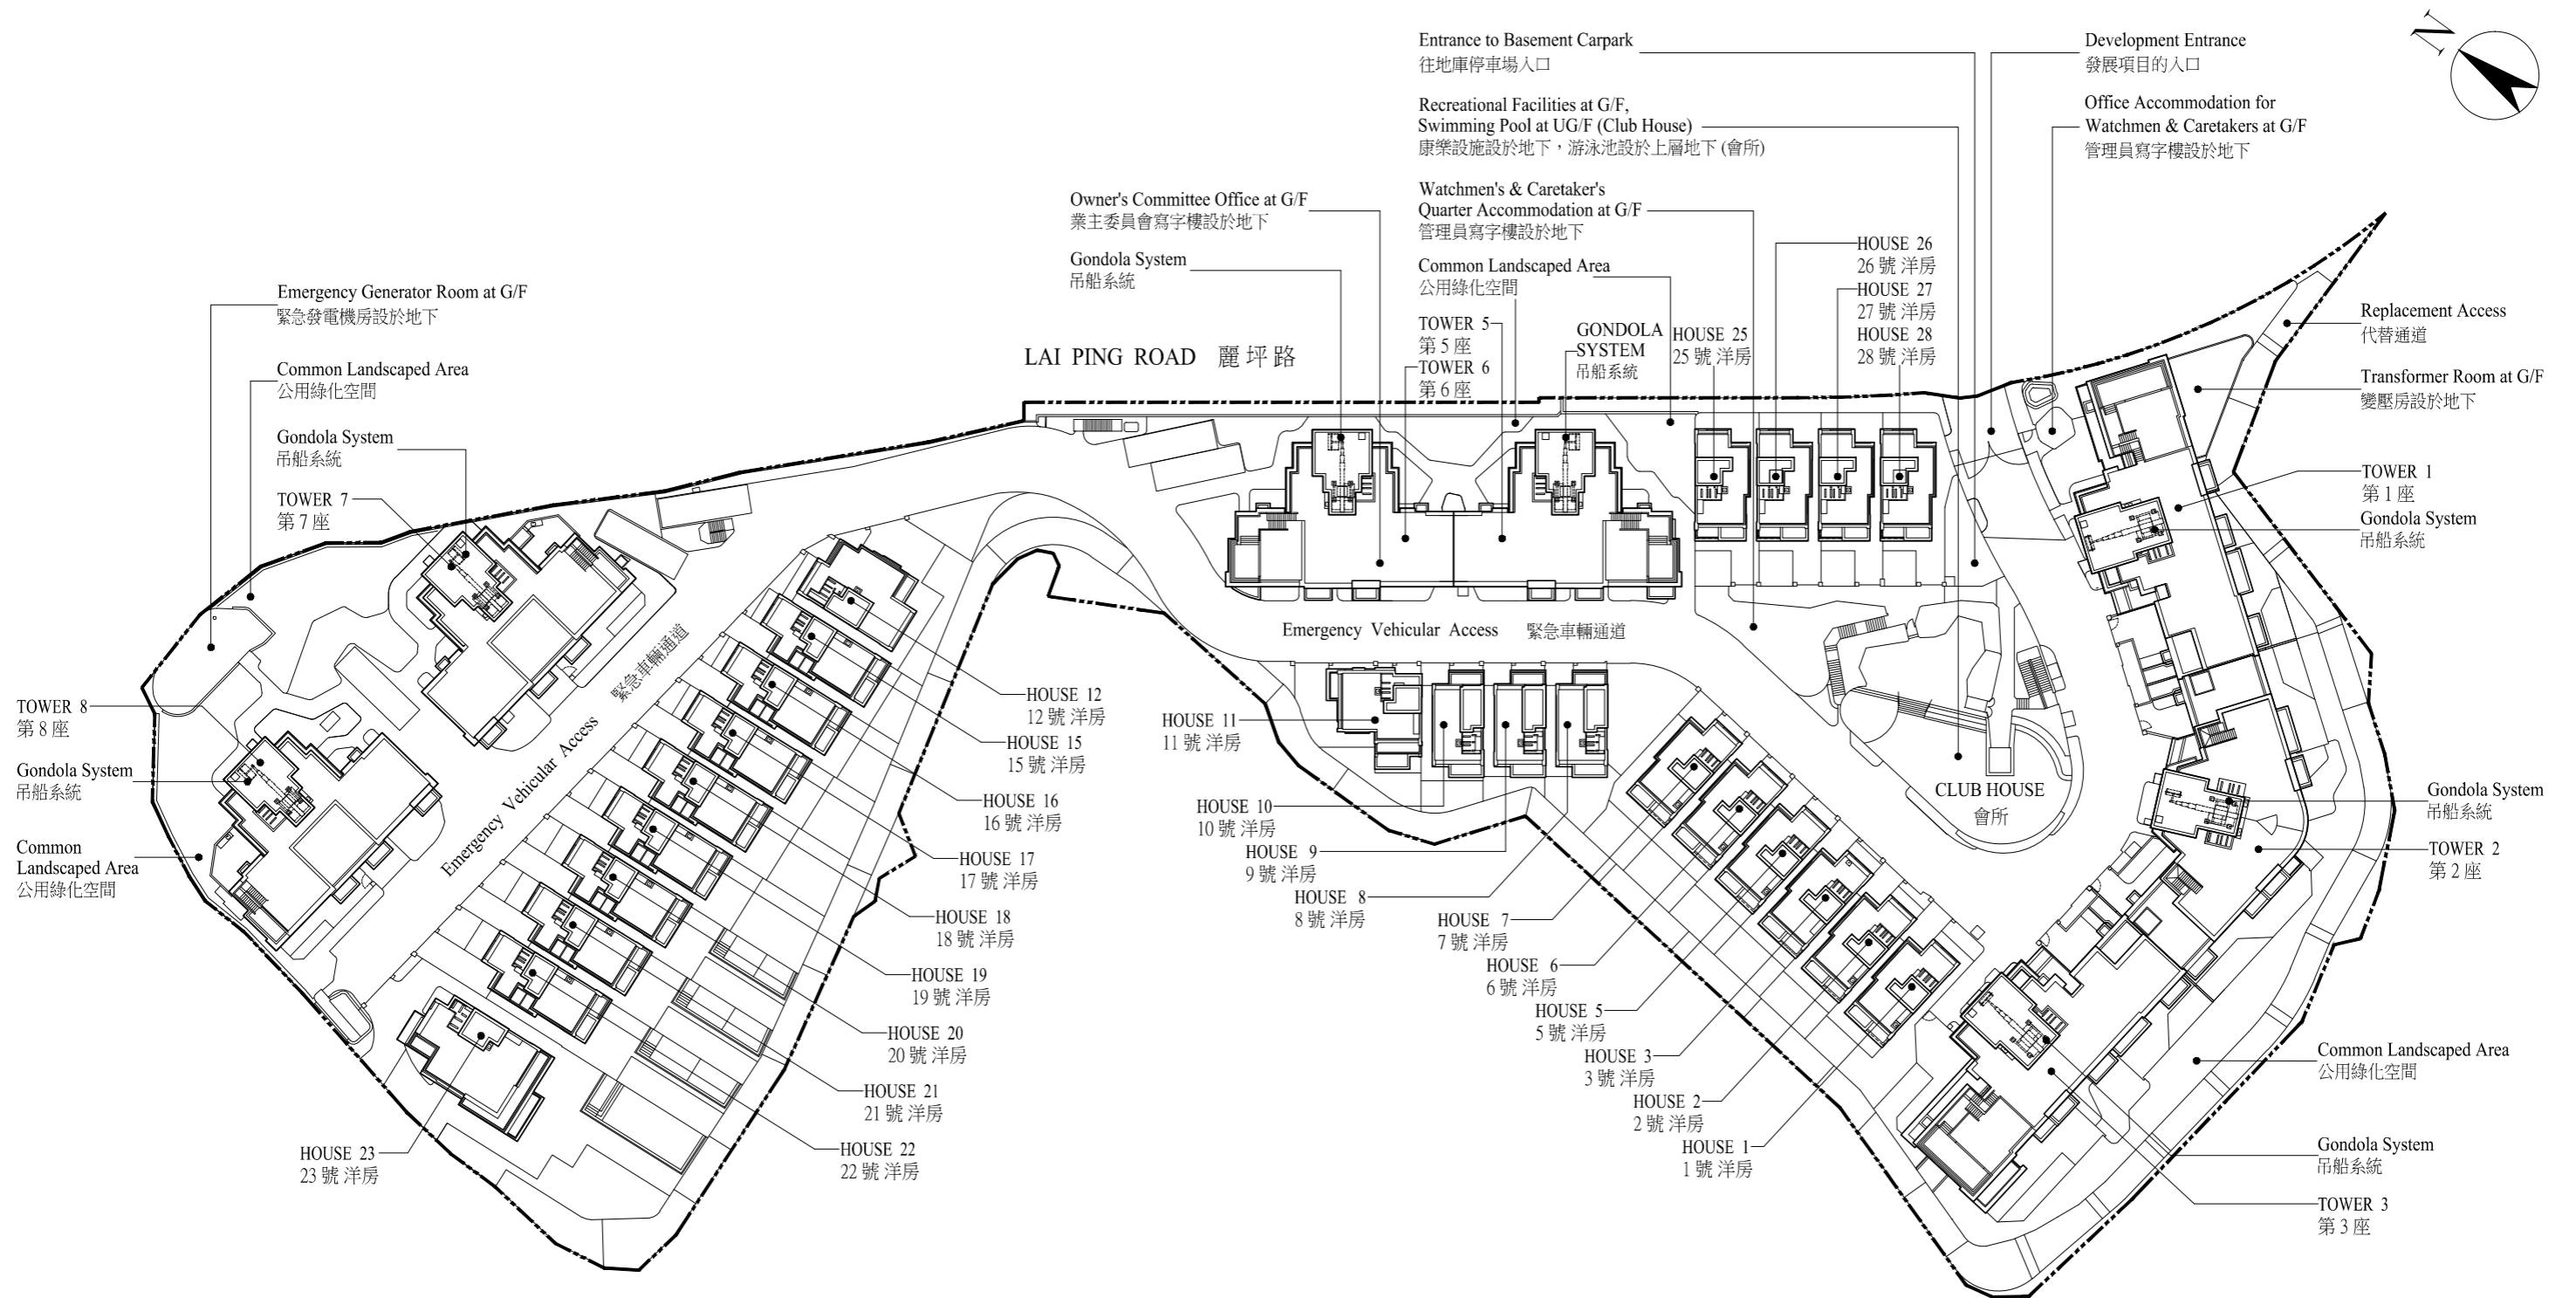 N
Entrance to Basement Carpark
往地庫停車場入口
Development Entrance
發展項目的入口
Recreational Facilities at G/F,
Swimming Pool at UG/F (Club House)
康樂設施設於地下，游泳池設於上層地下 (會所)
Office Accommodation for
Watchmen & Caretakers at G/F
管理員寫字樓設於地下
Owner's Committee Office at G/F
業主委員會寫字樓設於地下
Watchmen's & Caretaker's
Quarter Accommodation at G/F
管理員寫字樓設於地下
Gondola System
吊船系統
Common Landscaped Area
公用綠化空間
HOUSE 26
26 號 洋房
HOUSE 27
27 號 洋房
HOUSE 28
28 號 洋房
Emergency Generator Room at G/F
緊急發電機房設於地下
TOWER 5
第 5 座
TOWER 6
第 6 座
GONDOLA
SYSTEM
吊船系統
HOUSE 25
25 號 洋房
Replacement Access
代替通道
LAI PING ROAD 麗坪路
Common Landscaped Area
公用綠化空間
Transformer Room at G/F
變壓房設於地下
Gondola System
吊船系統
TOWER 7
第 7 座
TOWER 1
第 1 座
Gondola System
吊船系統
Emergency Vehicular Access 緊急車輛通道
Emergency Vehicular Access 緊急車輛通道
TOWER 8
第 8 座
Gondola System
吊船系統
Common
Landscaped Area
公用綠化空間
HOUSE 12
12 號 洋房
HOUSE 15
15 號 洋房
HOUSE 16
16 號 洋房
HOUSE 17
17 號 洋房
HOUSE 18
18 號 洋房
HOUSE 19
19 號 洋房
HOUSE 20
20 號 洋房
HOUSE 21
21 號 洋房
HOUSE 22
22 號 洋房
HOUSE 23
23 號 洋房
HOUSE 11
11 號 洋房
HOUSE 10
10 號 洋房
HOUSE 9
9 號 洋房
HOUSE 8
8 號 洋房
HOUSE 7
7 號 洋房
HOUSE 6
6 號 洋房
HOUSE 5
5 號 洋房
HOUSE 3
3 號 洋房
HOUSE 2
2 號 洋房
HOUSE 1
1 號 洋房
CLUB HOUSE
會所
Gondola System
吊船系統
TOWER 2
第 2 座
Common Landscaped Area
公用綠化空間
Gondola System
吊船系統
TOWER 3
第 3 座